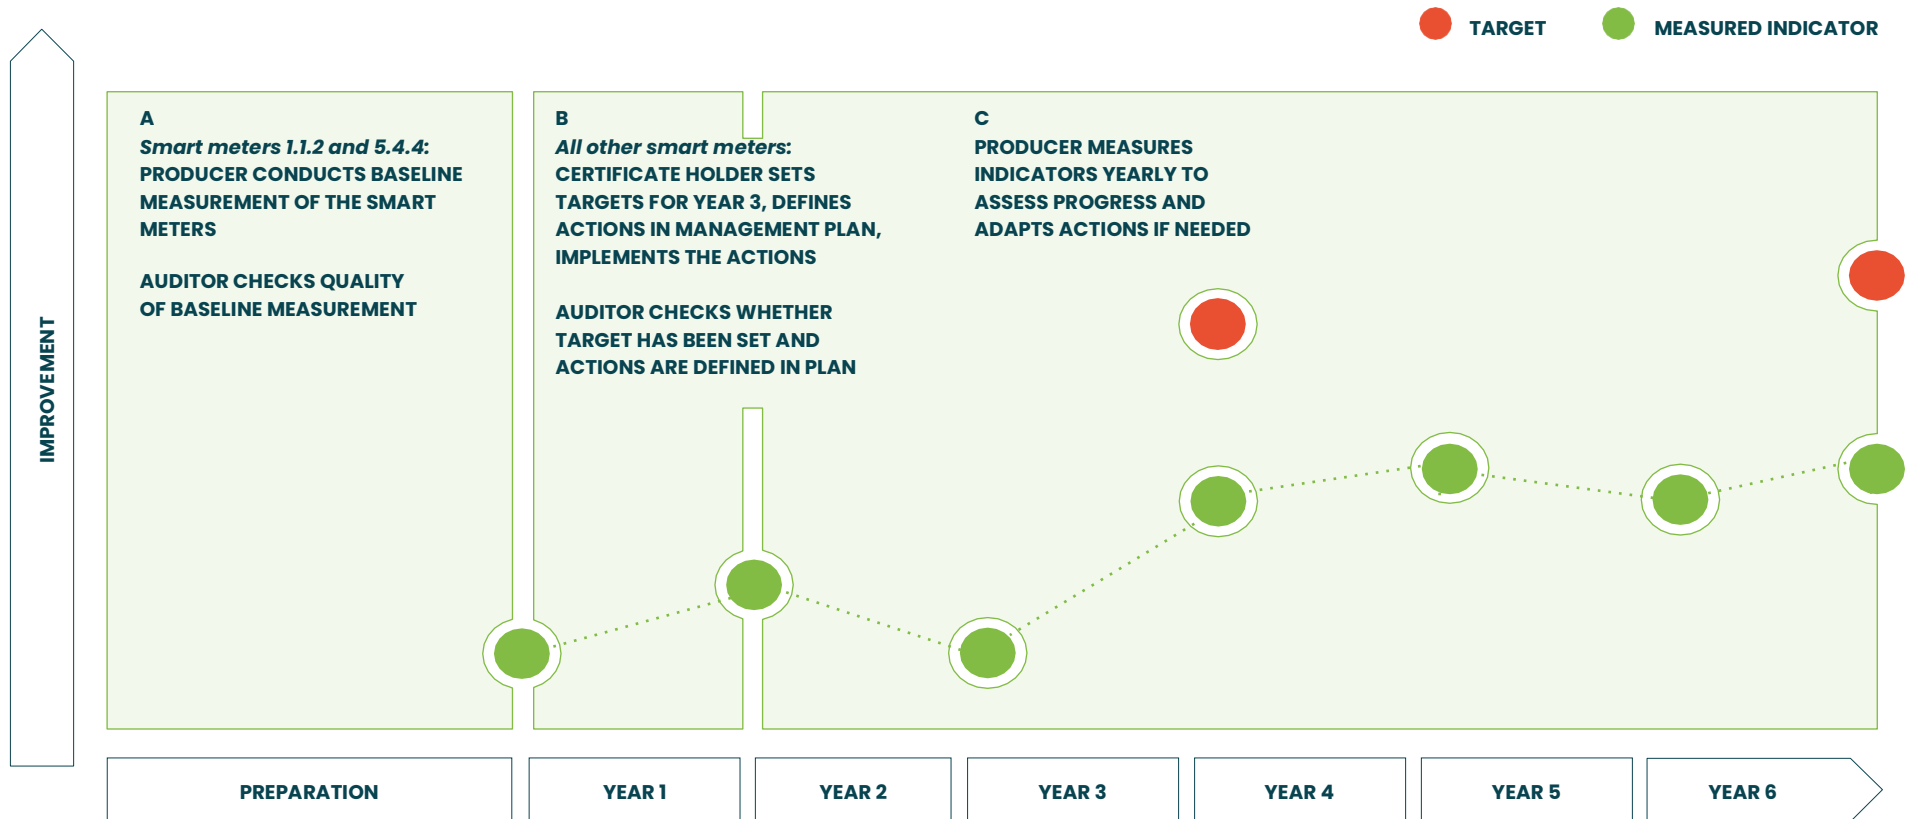 TARGET
MEASURED INDICATOR
IMPROVEMENT
A
Smart meters 1.1.2 and 5.4.4:
PRODUCER CONDUCTS BASELINE
MEASUREMENT OF THE SMART
METERS
AUDITOR CHECKS QUALITY
OF BASELINE MEASUREMENT
B
All other smart meters:
CERTIFICATE HOLDER SETS
TARGETS FOR YEAR 3, DEFINES
ACTIONS IN MANAGEMENT PLAN,
IMPLEMENTS THE ACTIONS
AUDITOR CHECKS WHETHER
TARGET HAS BEEN SET AND
ACTIONS ARE DEFINED IN PLAN
C
PRODUCER MEASURES
INDICATORS YEARLY TO
ASSESS PROGRESS AND
ADAPTS ACTIONS IF NEEDED
PREPARATION
YEAR 1
YEAR 2
YEAR 3
YEAR 4
YEAR 5
YEAR 6